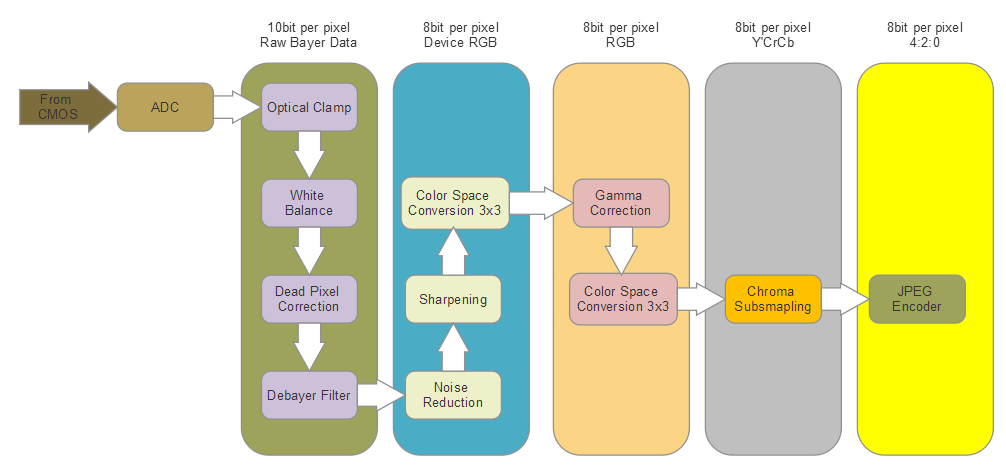 10bit per pixel
Raw Bayer Data
8bit per pixel
Device RGB
8bit per pixel
RGB
8bit per pixel
Y'CrCb
8bit per pixel
4:2:0
From
CMOS
ADC
Optical Clamp
White
Balance
Dead Pixel
Correction
Debayer Filter
Noise
Reduction
Sharpening
Color Space
Conversion 3x3
Gamma
Correction
Color Space
Conversion 3x3
Chroma
Subsmapling
JPEG
Encoder